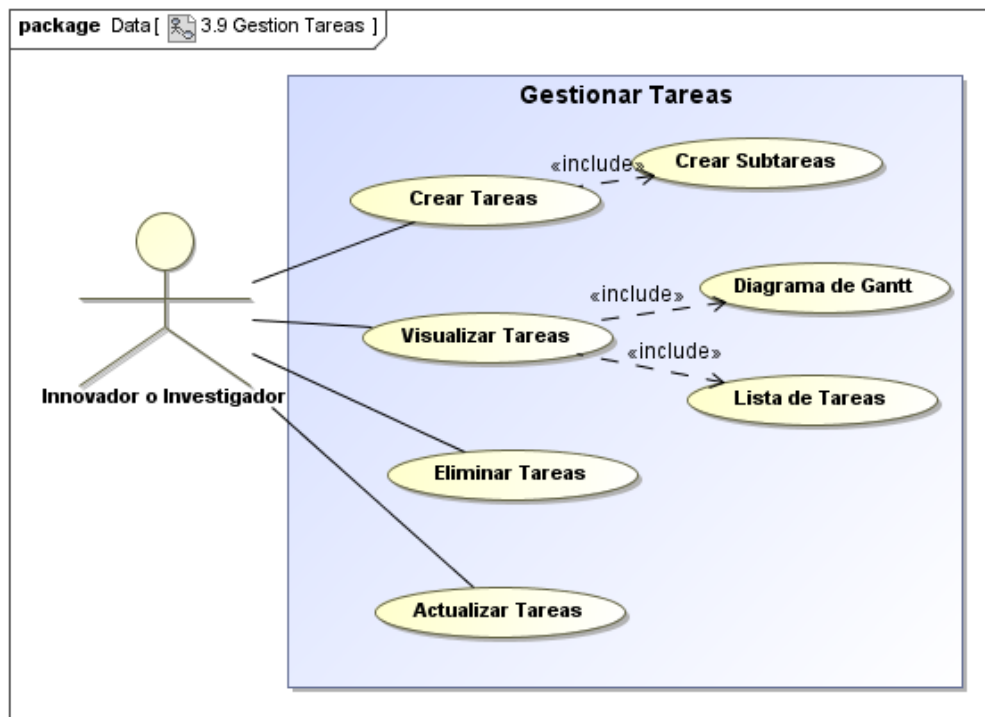 package Data [ 3.9 Gestion Tareas ]
Gestionar Tareas
«include»
Crear Subtareas
Crear Tareas
«include»
Diagrama de Gantt
Visualizar Tareas
«include»
Lista de Tareas
Innovador o Investigador
Eliminar Tareas
Actualizar Tareas